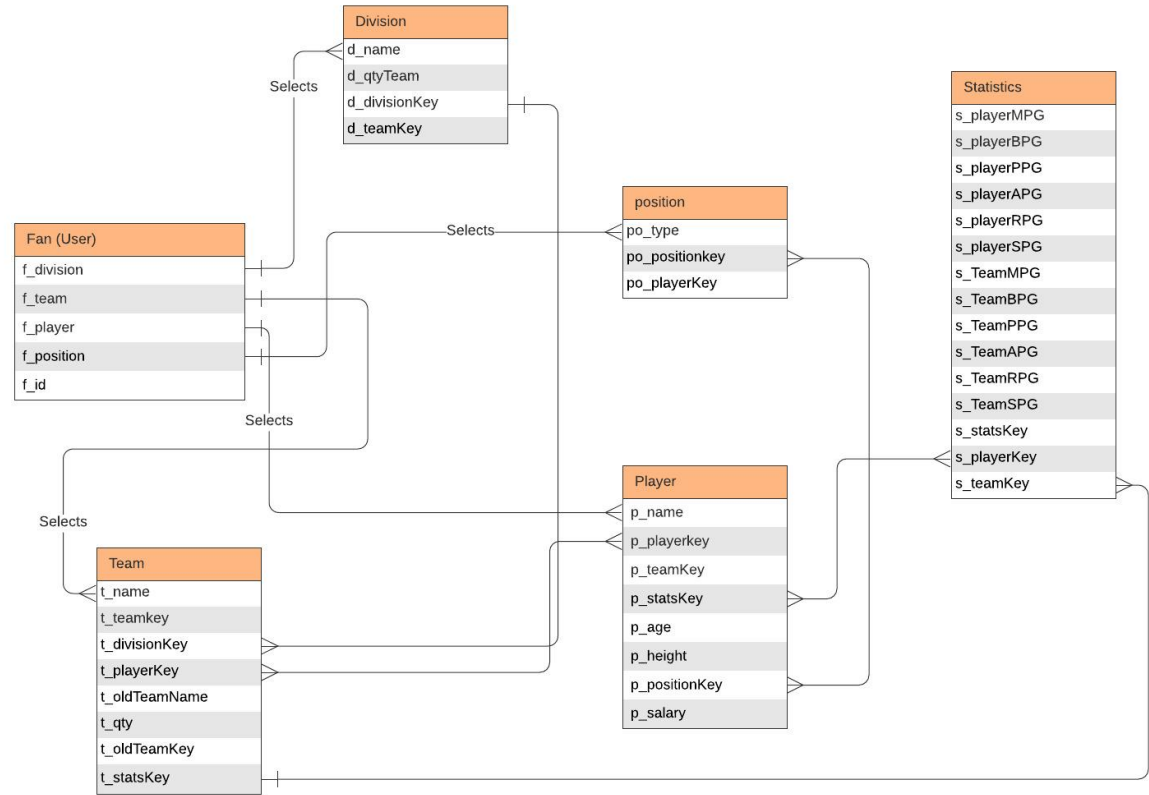 Division
d_name
d_qtyTeam
d_divisionKey
d_teamKey
Selects
Statistics
s_playerMPG
s_playerBPG
s_playerPPG
s_playerAPG
s_playerRPG
s_playerSPG
s_TeamMPG
s_TeamBPG
s_TeamPPG
s_TeamAPG
s_TeamRPG
s_TeamSPG
s_statsKey
s_playerKey
s_teamKey
position
po_type
po_positionkey
po_playerKey
Selects
Fan (User)
f_division
f_team
f_player
f_position
f_id
Selects
Selects
Player
p_name
p_playerkey
p_teamKey
p_statsKey
p_age
p_height
p_positionKey
p_salary
Team
t_name
t_teamkey
t_divisionKey
t_playerKey
t_oldTeamName
t_qty
t_oldTeamKey
t_statsKey